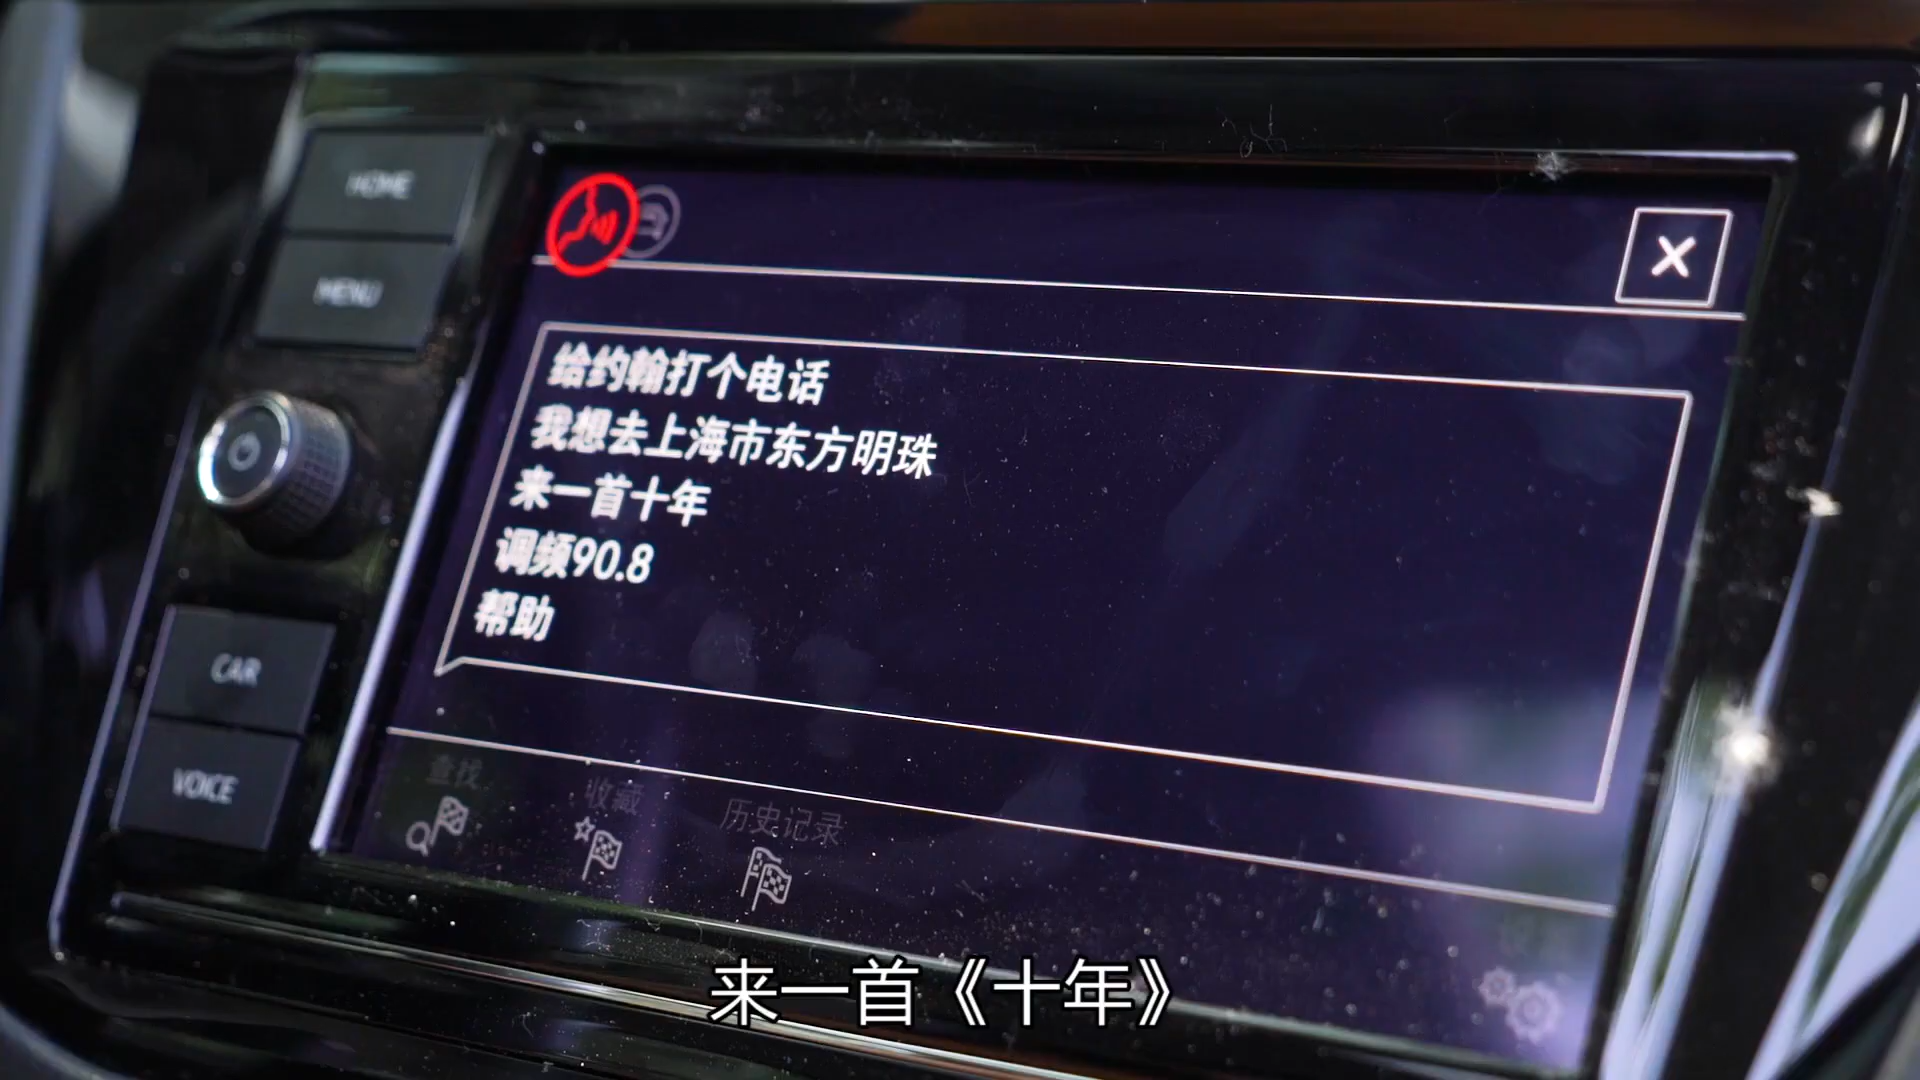 HOME
MENU
CAR
VOICE
给约翰打个电话
我想去上海市东方明珠
来一首十年
调频90.8
帮助
查找
收藏
历史记录
来一首《十年》